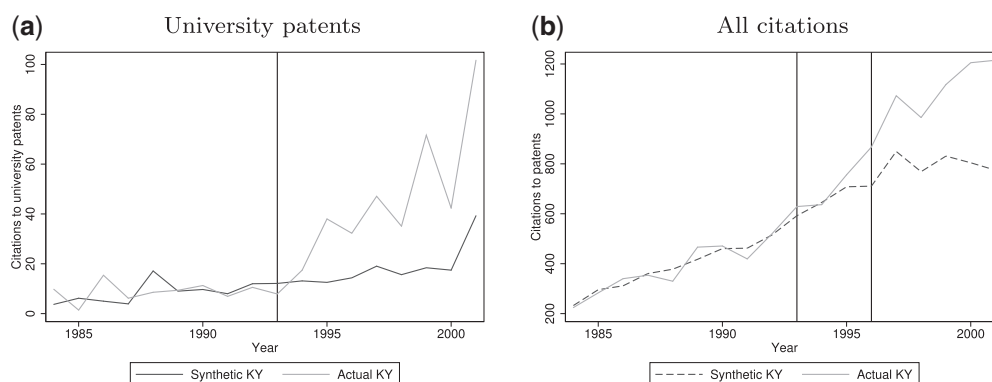 (a) University patents
Citations to university patents
100
80
60
40
20
0
1985 1990 1995 2000
Year
Synthetic KY Actual KY
(b) All citations
Citations to patents
1200
1000
800
600
400
200
1985 1990 1995 2000
Year
Synthetic KY Actual KY